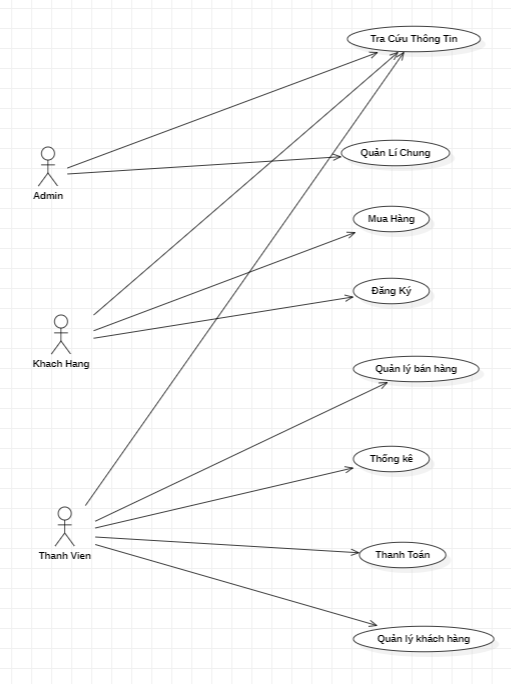 Tra Cứu Thông Tin
Quản Lí Chung
Admin
Mua Hàng
Đăng Ký
Khach Hang
Quản lý bán hàng
Thống kê
Thanh Vien
Thanh Toán
Quản lý khách hàng